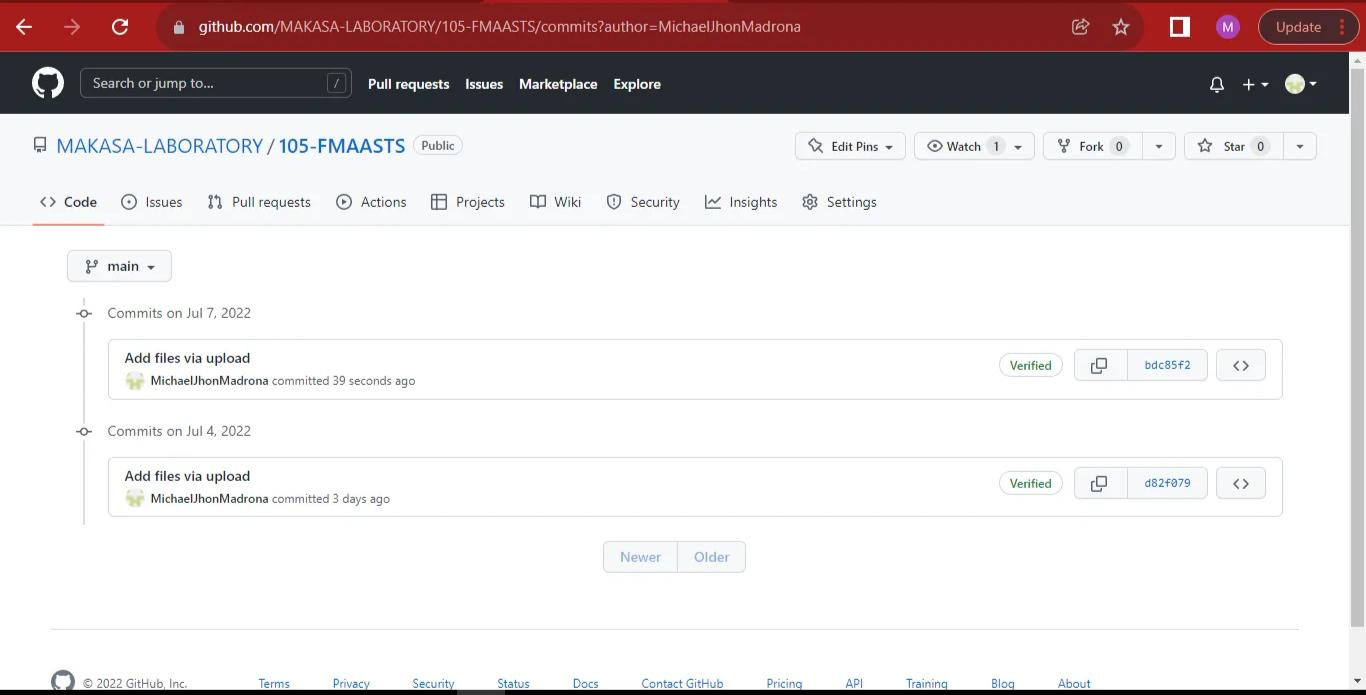 github.com/MAKASA-LABORATORY/105-FMAASTS/commits?author=MichaelJhonMadrona
M
Update
Search or jump to...
/
Pull requests
Issues
Marketplace
Explore
MAKASA-LABORATORY / 105-FMAASTS
Public
Edit Pins
Watch 1
Fork 0
Star 0
Code
Issues
Pull requests
Actions
Projects
Wiki
Security
Insights
Settings
main
Commits on Jul 7, 2022
Add files via upload
MichaelJhonMadrona committed 39 seconds ago
Verified
bdc85f2
Commits on Jul 4, 2022
Add files via upload
MichaelJhonMadrona committed 3 days ago
Verified
d82f079
Newer
Older
© 2022 GitHub, Inc.
Terms
Privacy
Security
Status
Docs
Contact GitHub
Pricing
API
Training
Blog
About